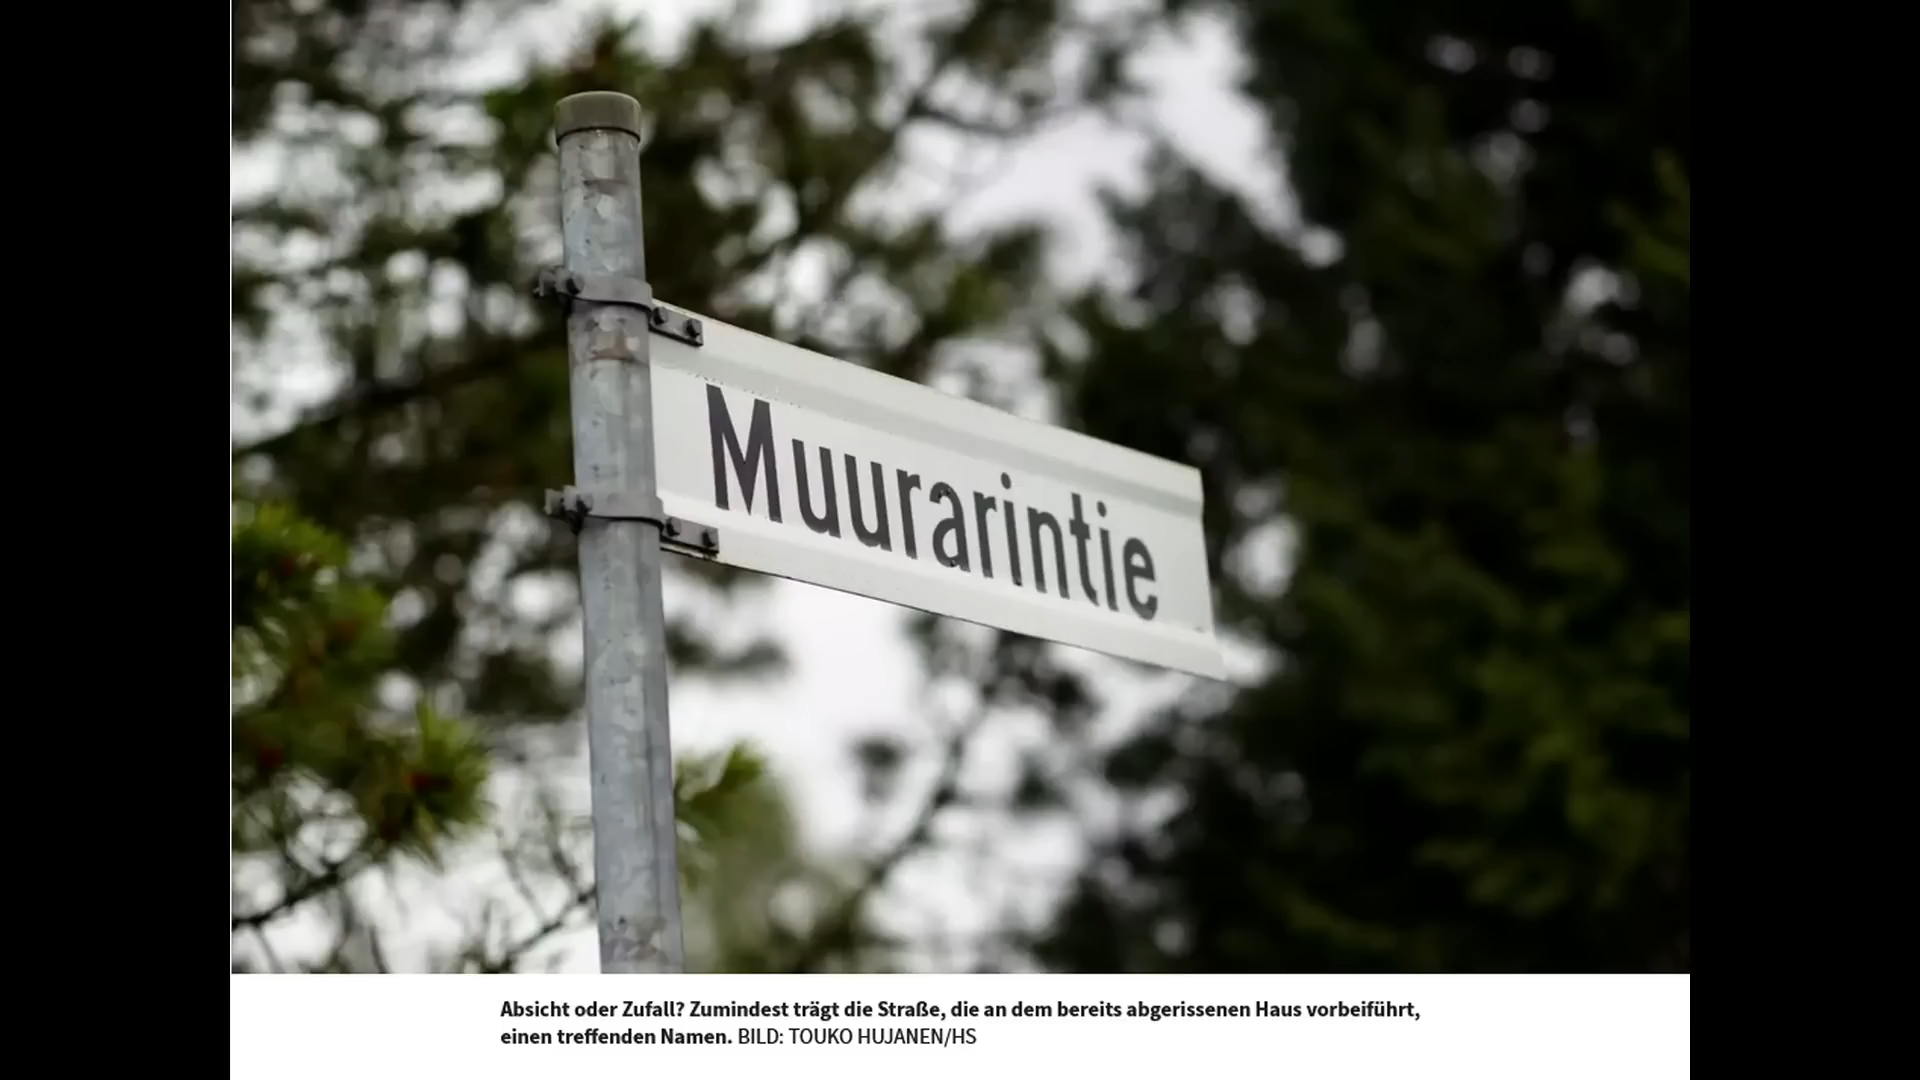 Muurarintie
Absicht oder Zufall? Zumindest trägt die Straße, die an dem bereits abgerissenen Haus vorbeiführt,
einen treffenden Namen. BILD: TOUKO HUJANEN/HS